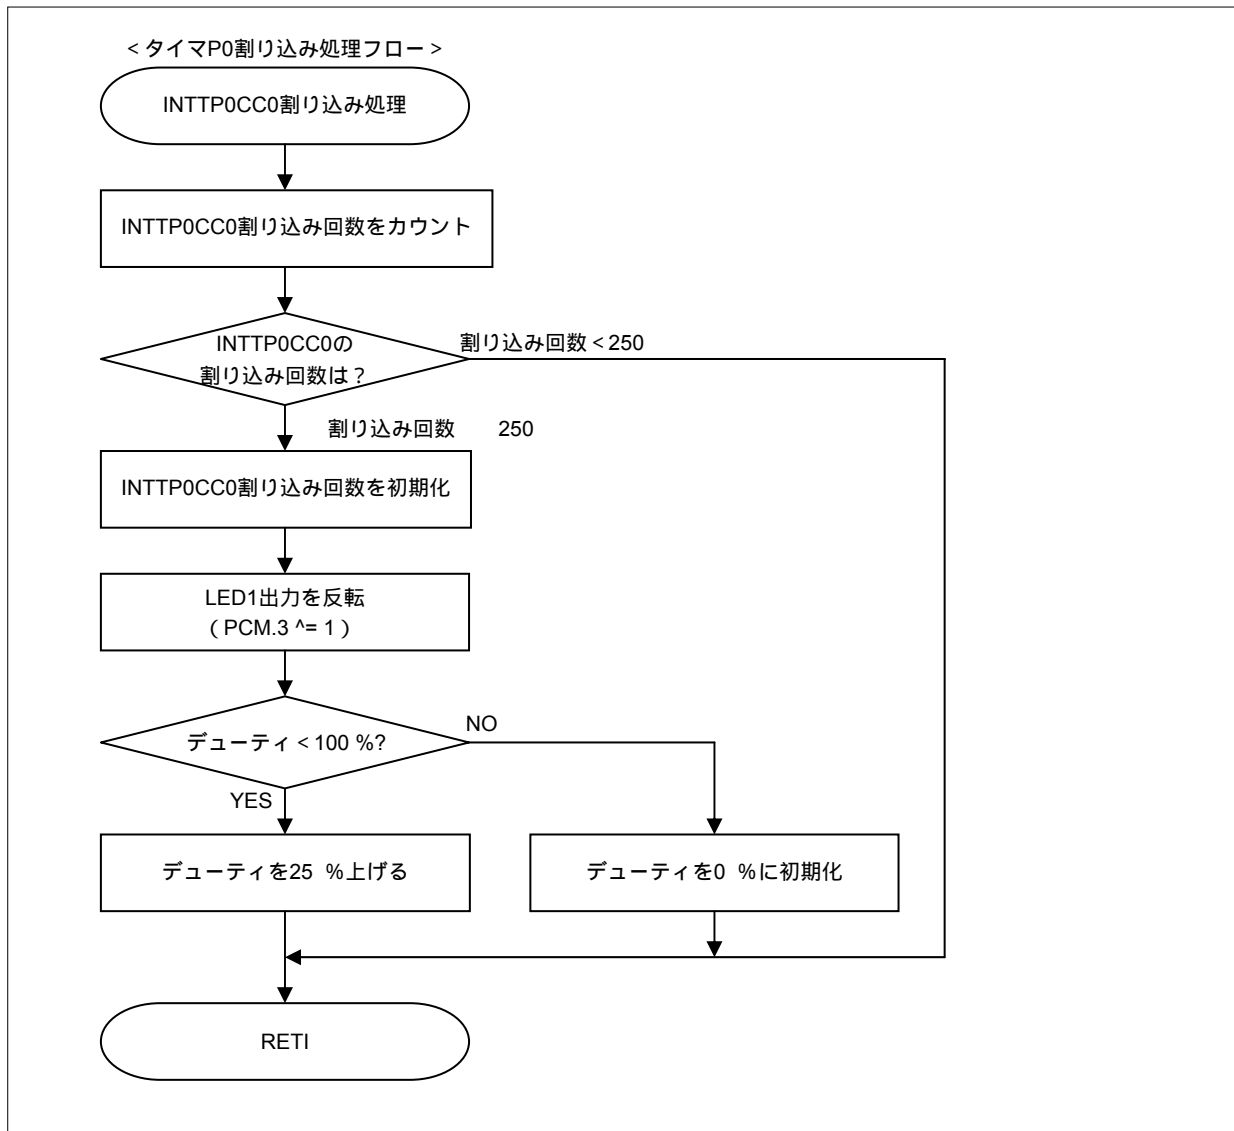 ＜タイマP0割り込み処理フロー＞
INTTP0CC0割り込み処理
INTTP0CC0割り込み回数をカウント
INTTP0CC0の
割り込み回数は？
割り込み回数＜250
割り込み回数　　250
INTTP0CC0割り込み回数を初期化
LED1出力を反転
（PCM.3 ^= 1）
デューティ＜100 %?
NO
YES
デューティを25 %上げる
デューティを0 %に初期化
RETI